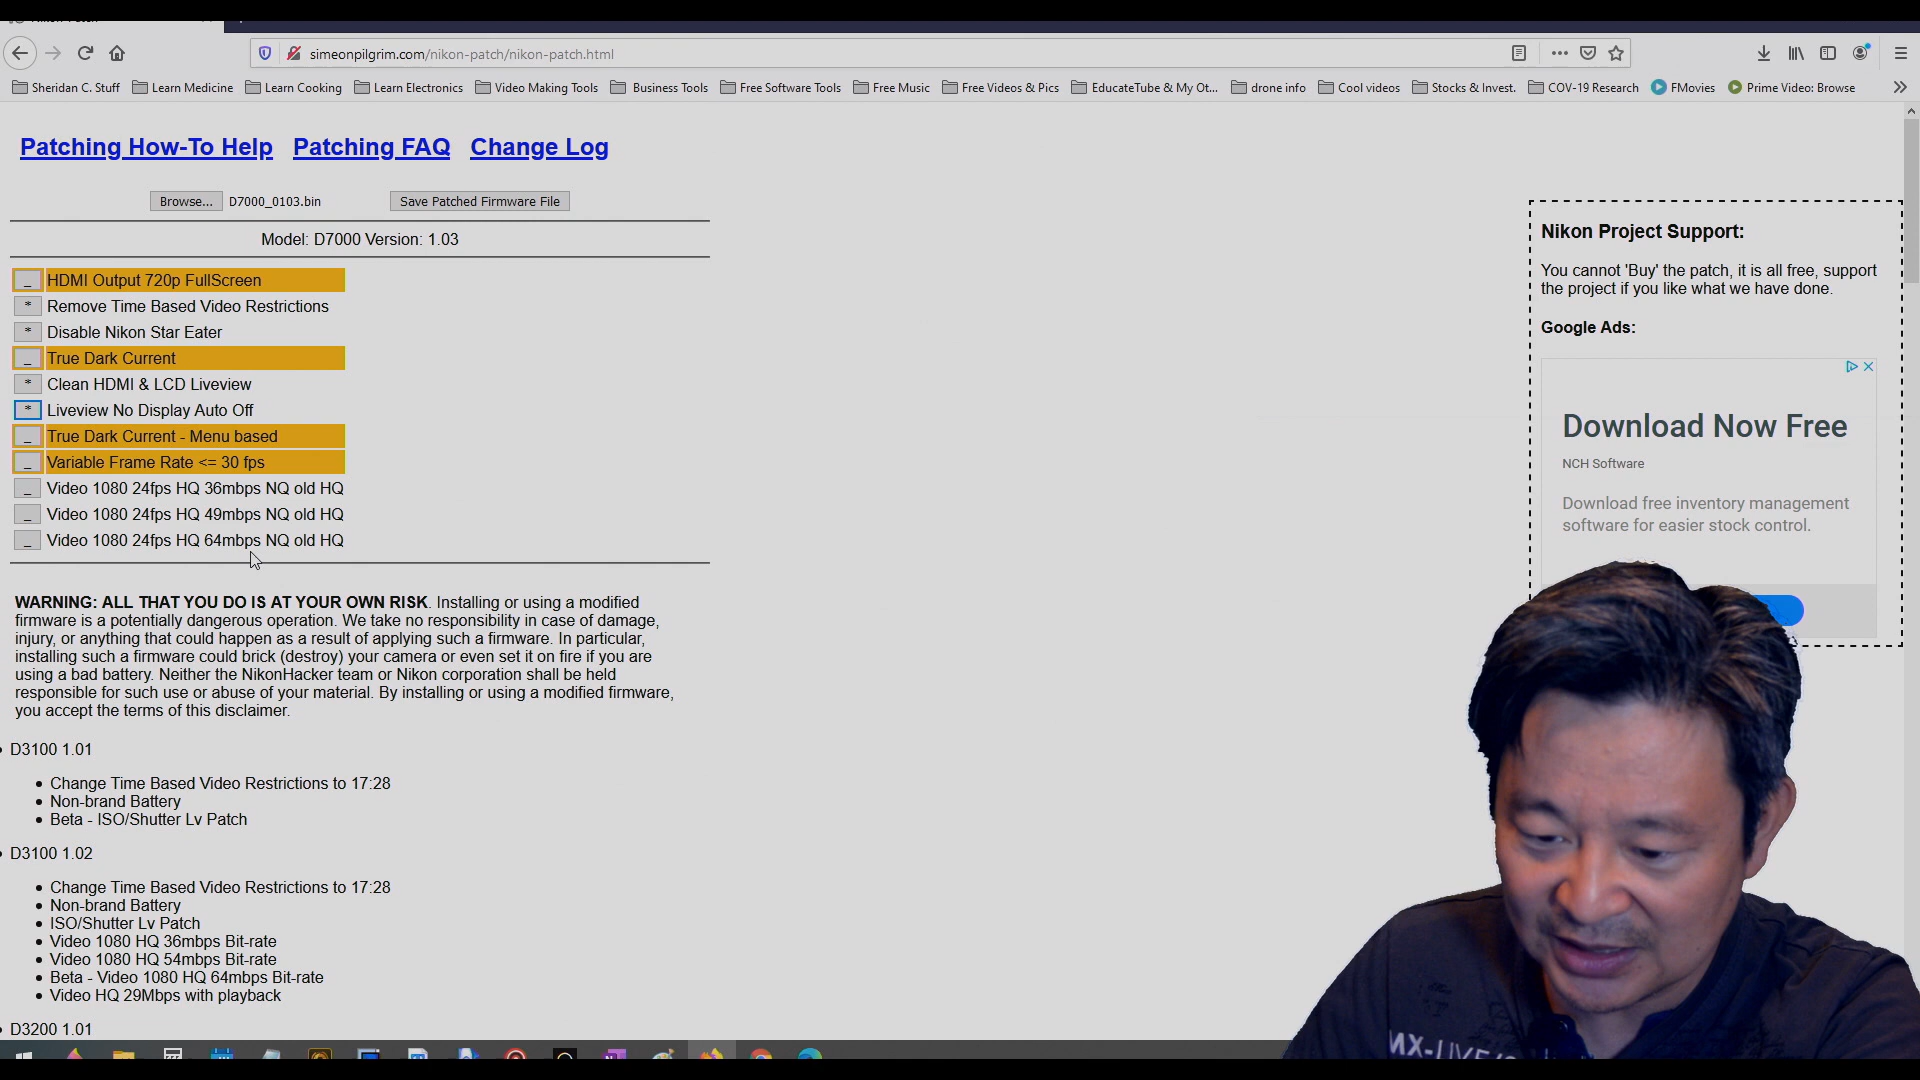 simeonpilgrim.com/nikon-patch/nikon-patch.html
Sheridan C. Stuff
Learn Medicine
Learn Cooking
Learn Electronics
Video Making Tools
Business Tools
Free Software Tools
Free Music
Free Videos & Pics
EducateTube & My Ot...
drone info
Cool videos
Stocks & Invest.
COV-19 Research
FMovies
Prime Video: Browse
Patching How-To Help Patching FAQ Change Log
Browse... D7000_0103.bin Save Patched Firmware File
Model: D7000 Version: 1.03
_ HDMI Output 720p FullScreen
* Remove Time Based Video Restrictions
* Disable Nikon Star Eater
_ True Dark Current
* Clean HDMI & LCD Liveview
* Liveview No Display Auto Off
_ True Dark Current - Menu based
_ Variable Frame Rate <= 30 fps
_ Video 1080 24fps HQ 36mbps NQ old HQ
_ Video 1080 24fps HQ 49mbps NQ old HQ
_ Video 1080 24fps HQ 64mbps NQ old HQ
WARNING: ALL THAT YOU DO IS AT YOUR OWN RISK. Installing or using a modified
firmware is a potentially dangerous operation. We take no responsibility in case of damage,
injury, or anything that could happen as a result of applying such a firmware. In particular,
installing such a firmware could brick (destroy) your camera or even set it on fire if you are
using a bad battery. Neither the NikonHacker team or Nikon corporation shall be held
responsible for such use or abuse of your material. By installing or using a modified firmware,
you accept the terms of this disclaimer.
• D3100 1.01
• Change Time Based Video Restrictions to 17:28
• Non-brand Battery
• Beta - ISO/Shutter Lv Patch
• D3100 1.02
• Change Time Based Video Restrictions to 17:28
• Non-brand Battery
• ISO/Shutter Lv Patch
• Video 1080 HQ 36mbps Bit-rate
• Video 1080 HQ 54mbps Bit-rate
• Beta - Video 1080 HQ 64mbps Bit-rate
• Video HQ 29Mbps with playback
• D3200 1.01
Nikon Project Support:
You cannot 'Buy' the patch, it is all free, support
the project if you like what we have done.
Google Ads:
Download Now Free
NCH Software
Download free inventory management
software for easier stock control.